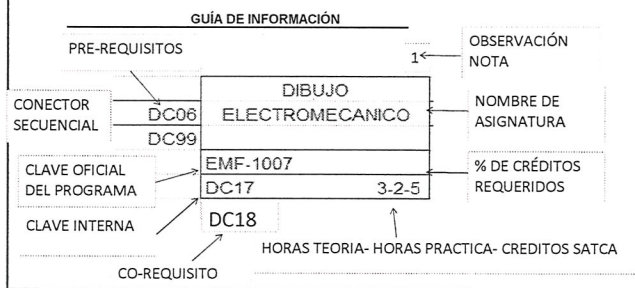 GUÍA DE INFORMACIÓN
PRE-REQUISITOS
1
OBSERVACIÓN
NOTA
CONECTOR
SECUENCIAL
DC06
DC99
DIBUJO
ELECTROMECANICO
NOMBRE DE
ASIGNATURA
CLAVE OFICIAL
DEL PROGRAMA
EMF-1007
% DE CRÉDITOS
REQUERIDOS
CLAVE INTERNA
DC17 3-2-5
DC18
HORAS TEORIA- HORAS PRACTICA- CREDITOS SATCA
CO-REQUISITO